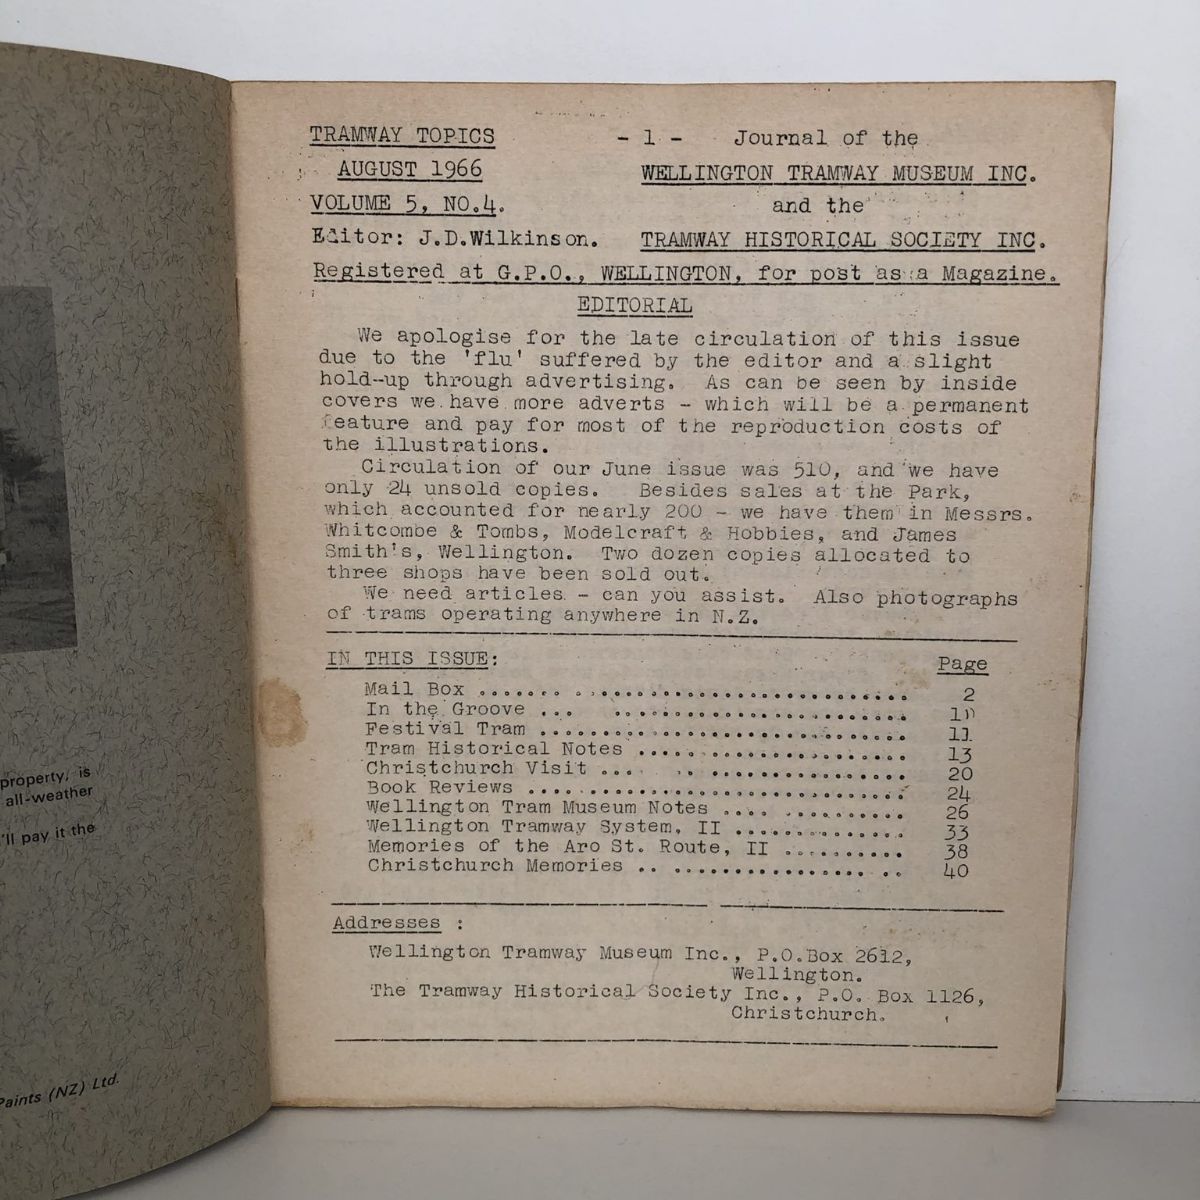 property, is
all-weather
'll pay it the
Paints (NZ) Ltd.
TRAMWAY TOPICS - 1 - Journal of the
AUGUST 1966 WELLINGTON TRAMWAY MUSEUM INC.
VOLUME 5, NO.4. and the
Editor: J.D.Wilkinson. TRAMWAY HISTORICAL SOCIETY INC.
Registered at G.P.O., WELLINGTON, for post as a Magazine.
EDITORIAL
We apologise for the late circulation of this issue
due to the 'flu' suffered by the editor and a slight
hold-up through advertising. As can be seen by inside
covers we have more adverts - which will be a permanent
feature and pay for most of the reproduction costs of
the illustrations.
Circulation of our June issue was 510, and we have
only 24 unsold copies. Besides sales at the Park,
which accounted for nearly 200 - we have them in Messrs.
Whitcombe & Tombs, Modelcraft & Hobbies, and James
Smith's, Wellington. Two dozen copies allocated to
three shops have been sold out.
We need articles - can you assist. Also photographs
of trams operating anywhere in N.Z.
IN THIS ISSUE: Page
Mail Box ........................................ 2
In the Groove ... ..............................
Festival Tram ................................... 11
Tram Historical Notes .......................... 13
Christchurch Visit .... .. ..................... 20
Book Reviews .................................... 24
Wellington Tram Museum Notes .... ............ 26
Wellington Tramway System, II .................. 33
Memories of the Aro St. Route, II .............. 38
Christchurch Memories .. ................ .. 40
Addresses :
Wellington Tramway Museum Inc., P.O.Box 2612,
Wellington.
The Tramway Historical Society Inc., P.O. Box 1126,
Christchurch.